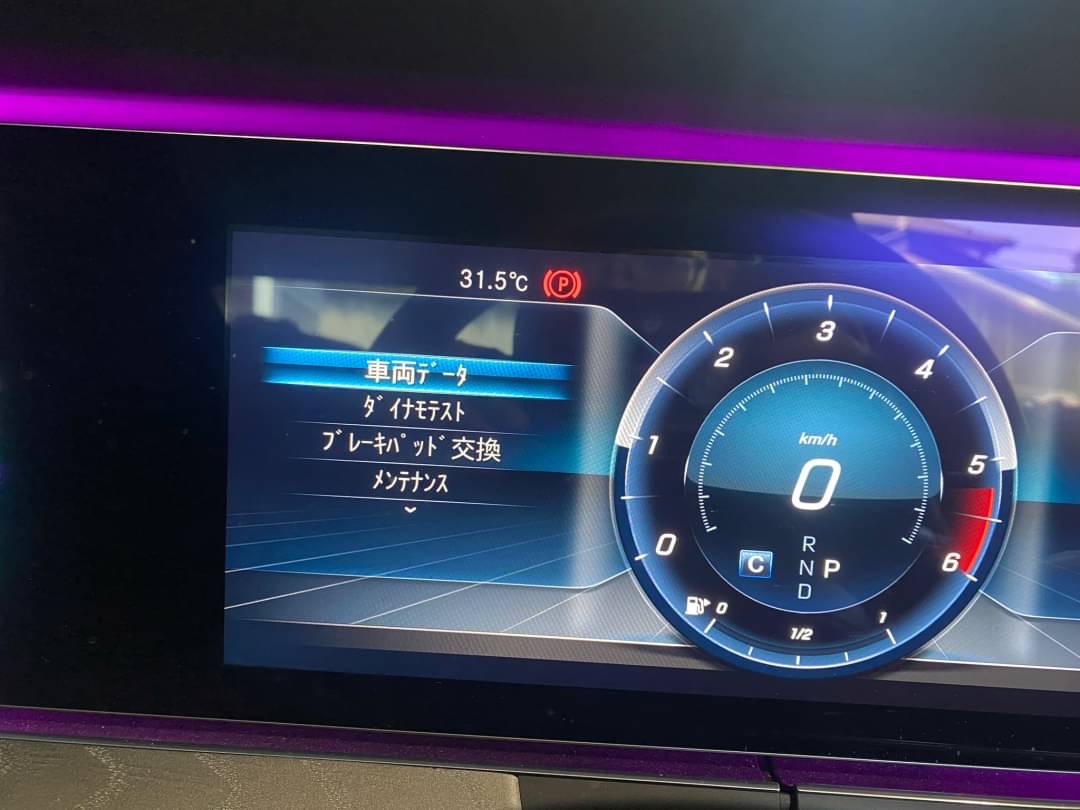 31.5℃ P
車両ﾃﾞｰﾀ
ﾀﾞｲﾅﾓﾃｽﾄ
ﾌﾞﾚｰｷﾊﾟｯﾄﾞ交換
ﾒﾝﾃﾅﾝｽ
0 1 2 3 4 5 6
km/h
0
C
R
N P
D
0 1/2 1